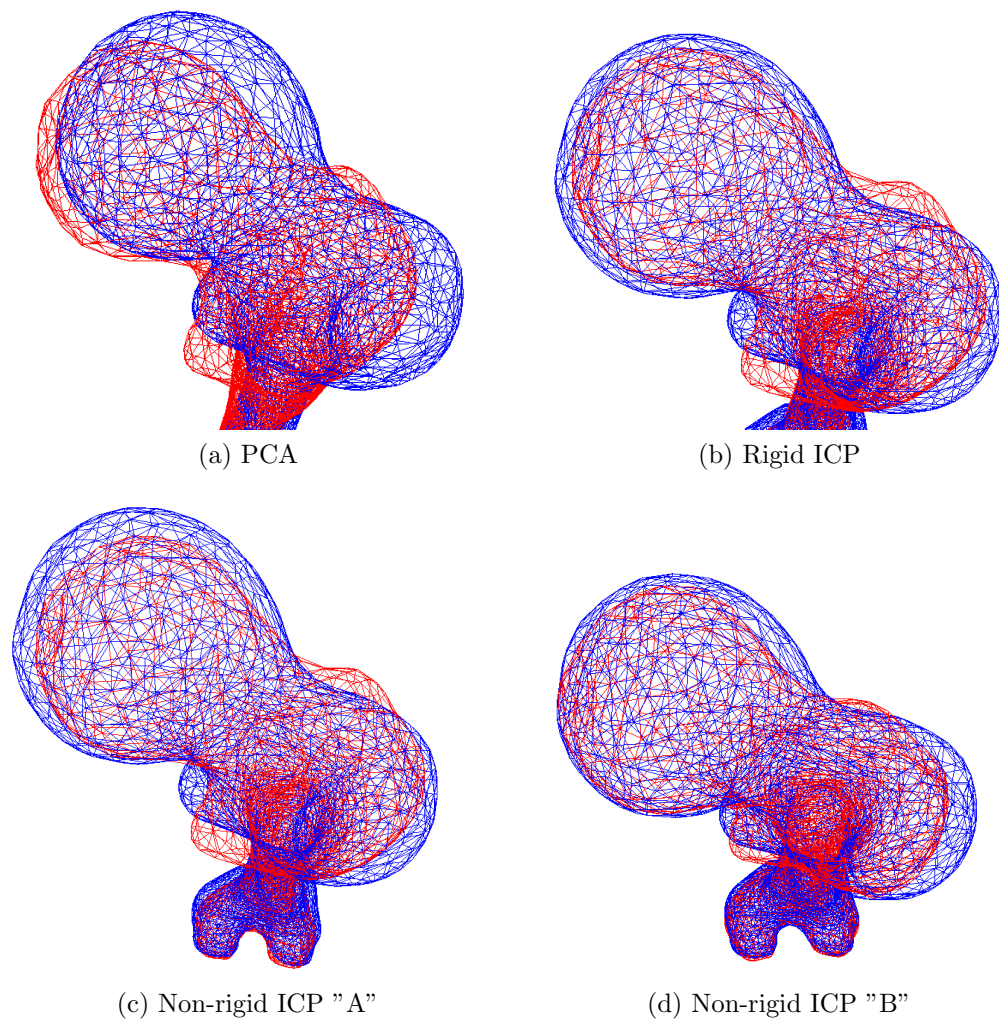 (a) PCA
(b) Rigid ICP
(c) Non-rigid ICP ”A”
(d) Non-rigid ICP ”B”